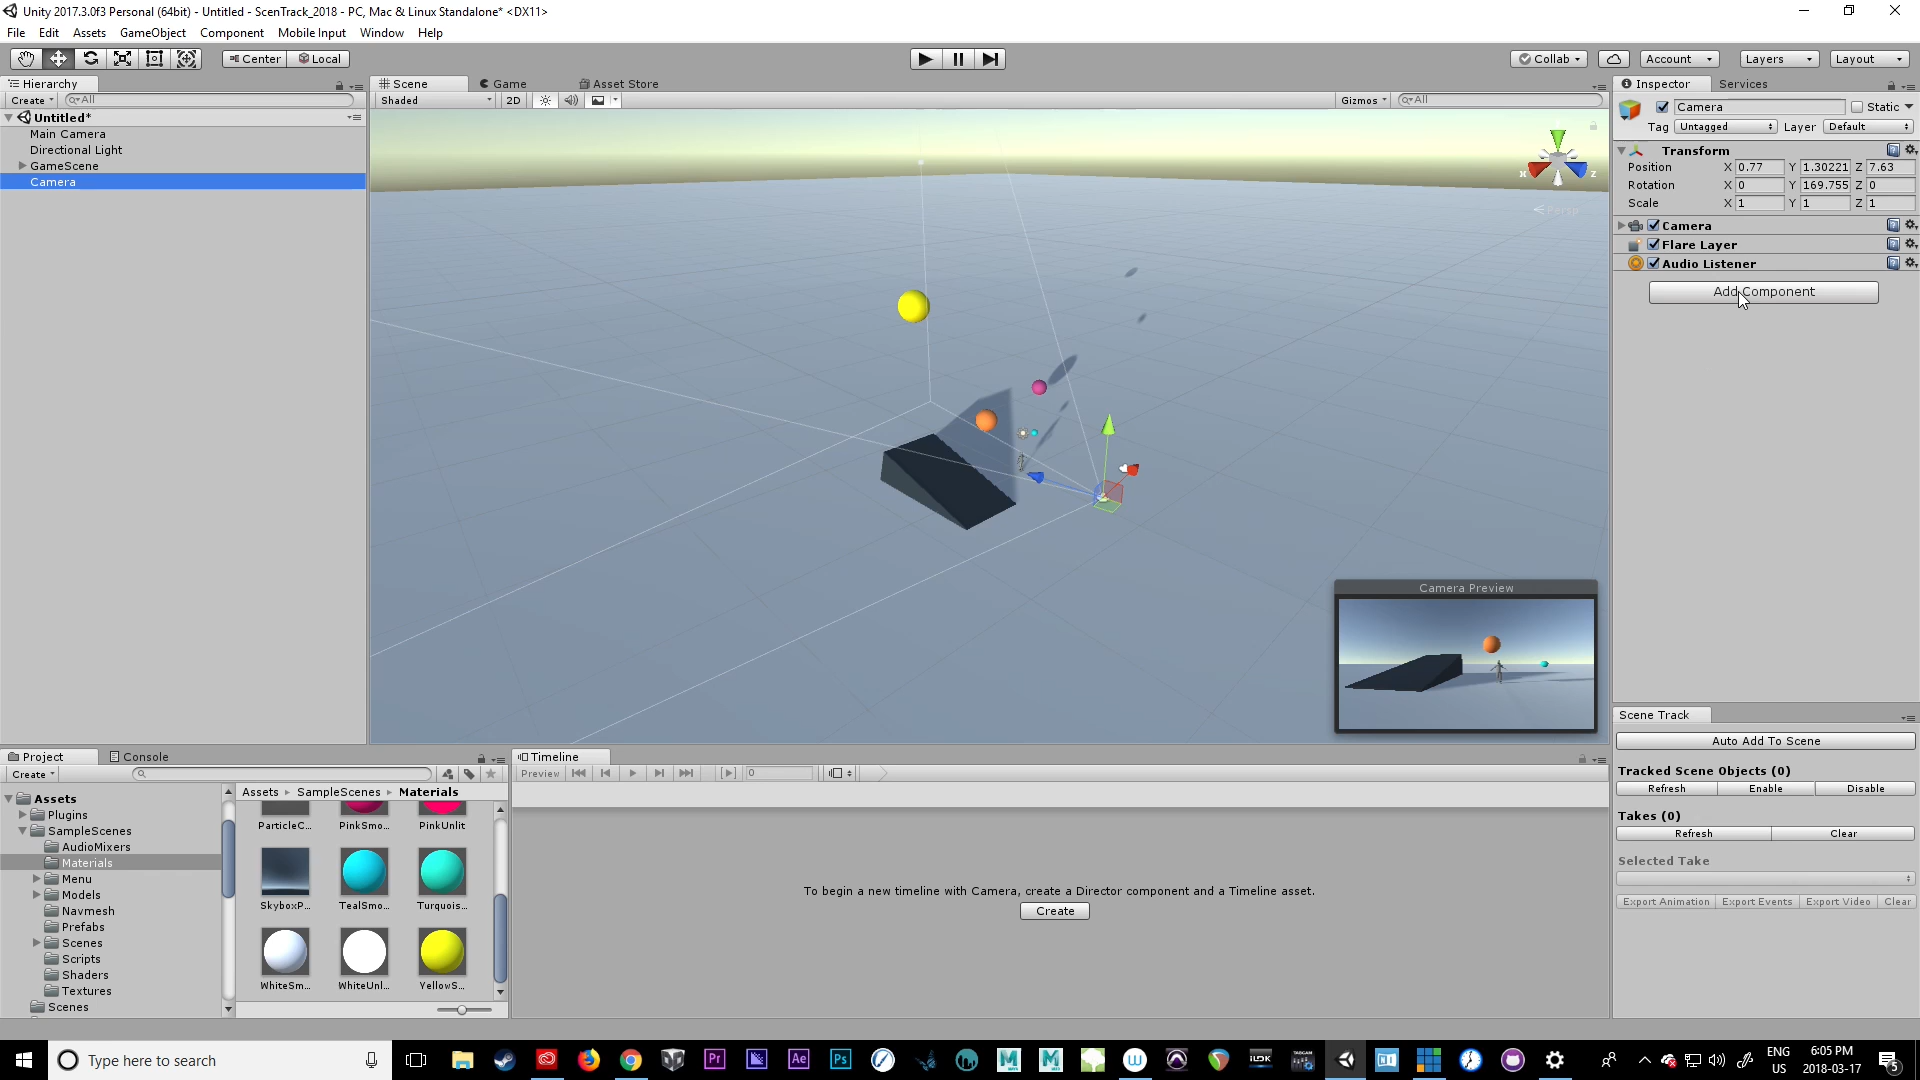 Unity 2017.3.0f3 Personal (64bit) - Untitled - ScenTrack_2018 - PC, Mac & Linux Standalone* <DX11>
File Edit Assets GameObject Component Mobile Input Window Help
Center Local
Collab Account Layers Layout
Hierarchy
Create All
Untitled*
Main Camera
Directional Light
GameScene
Camera
Scene Game Asset Store
Shaded 2D Gizmos All
x z
Persp
Camera Preview
Inspector Services
Camera Static
Tag Untagged Layer Default
Transform
Position X 0.77 Y 1.30221 Z 7.63
Rotation X 0 Y 169.755 Z 0
Scale X 1 Y 1 Z 1
Camera
Flare Layer
Audio Listener
Add Component
Scene Track
Auto Add To Scene
Tracked Scene Objects (0)
Refresh Enable Disable
Takes (0)
Refresh Clear
Selected Take
Export Animation Export Events Export Video Clear
Project Console
Create
Assets
Plugins
SampleScenes
AudioMixers
Materials
Menu
Models
Navmesh
Prefabs
Scenes
Scripts
Shaders
Textures
Scenes
Assets SampleScenes Materials
ParticleC... PinkSmo... PinkUnlit
SkyboxP... TealSmo... Turquois...
WhiteSm... WhiteUnl... YellowS...
Timeline
Preview 0
To begin a new timeline with Camera, create a Director component and a Timeline asset.
Create
Type here to search
Pr Ae Ps
ENG
US
6:05 PM
2018-03-17
5